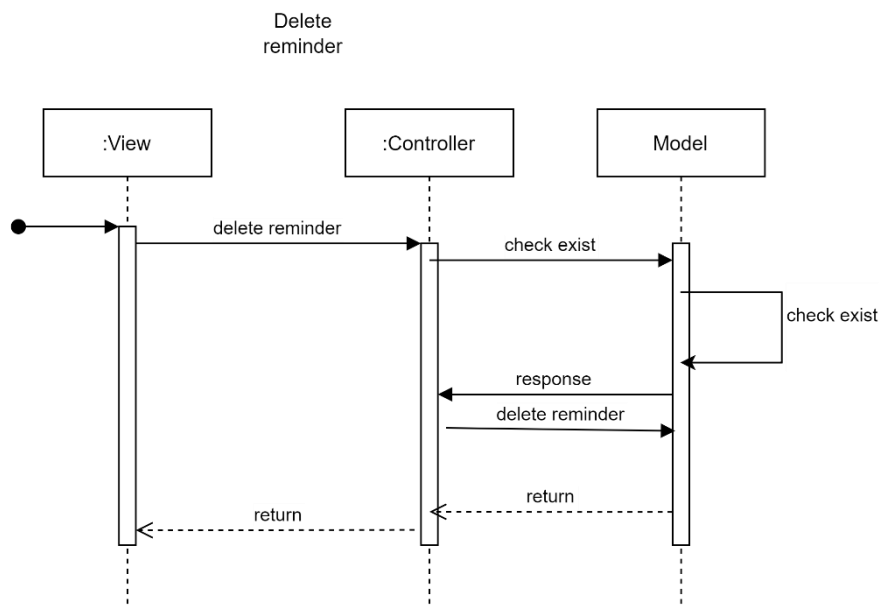 Delete
reminder
:View
:Controller
Model
delete reminder
check exist
check exist
response
delete reminder
return
return